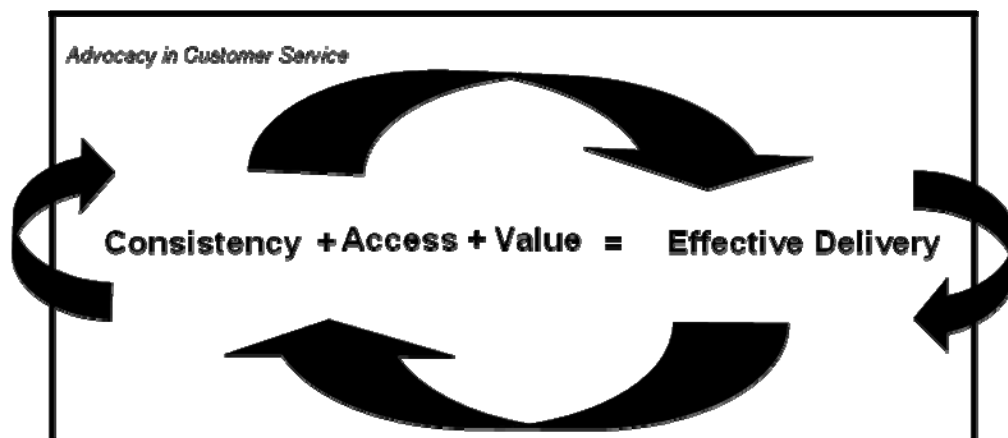 Advocacy in Customer Service
Consistency + Access + Value = Effective Delivery